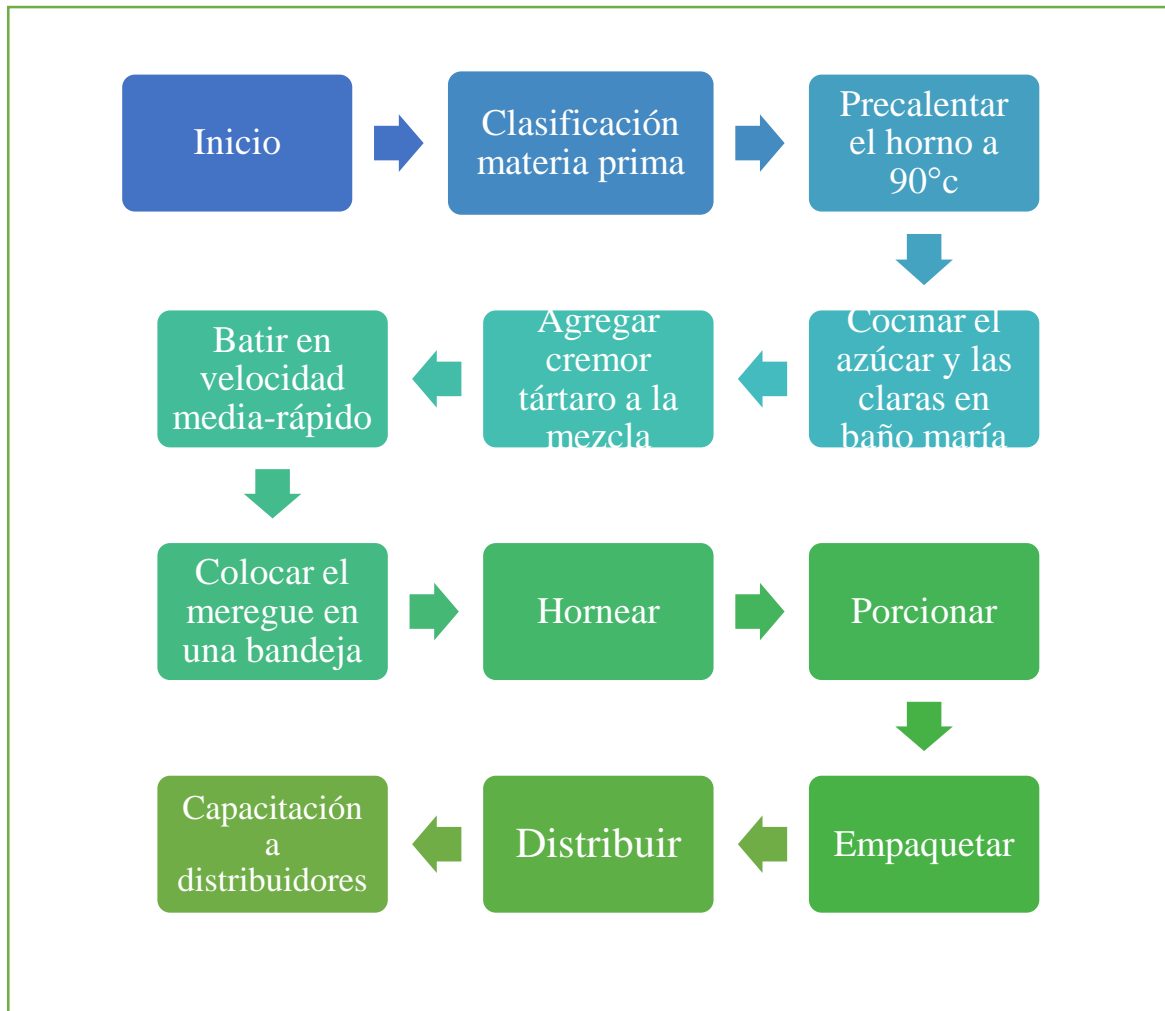 Inicio
Clasificación
materia prima
Precalentar
el horno a
90°c
Cocinar el
azúcar y las
claras en
baño maría
Agregar
cremor
tártaro a la
mezcla
Batir en
velocidad
media-rápido
Colocar el
meregue en
una bandeja
Hornear
Porcionar
Empaquetar
Distribuir
Capacitación
a
distribuidores